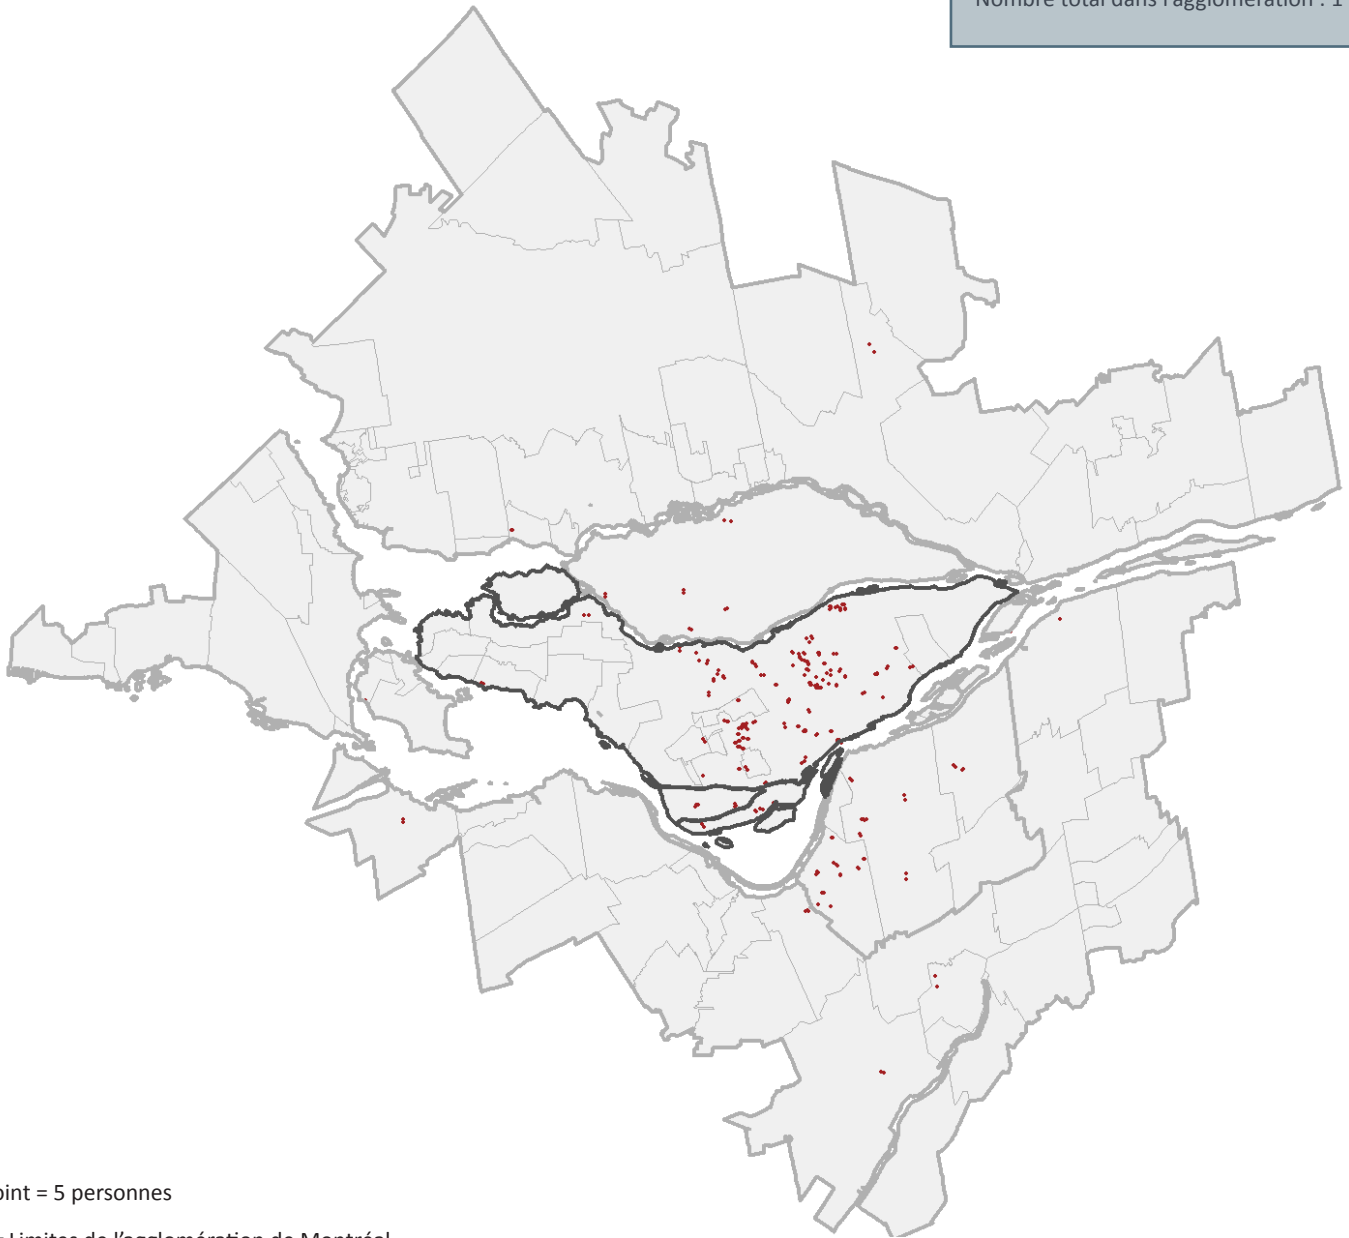 Nombre total dans l'agglomération : 1
oint = 5 personnes
Limites de l'agglomération de Montréal